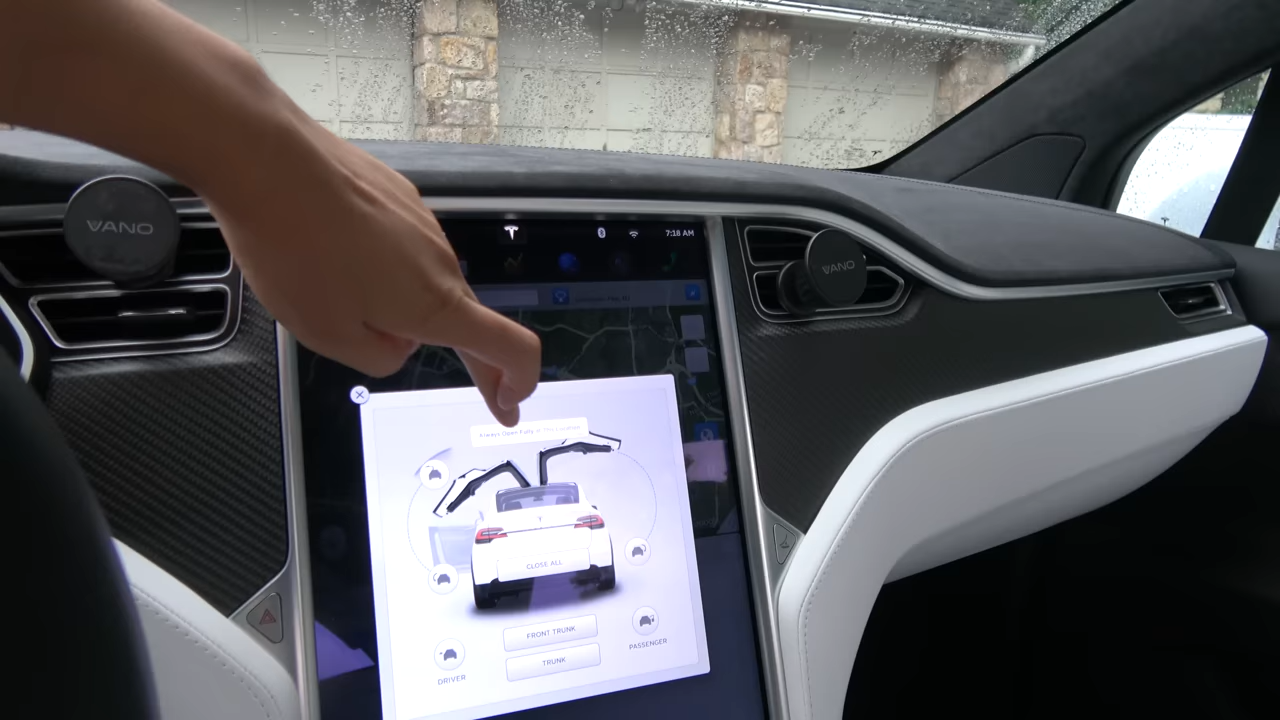 VANO
7:18 AM
VANO
Always Open Fully in This Location
CLOSE ALL
FRONT TRUNK
TRUNK
DRIVER
PASSENGER